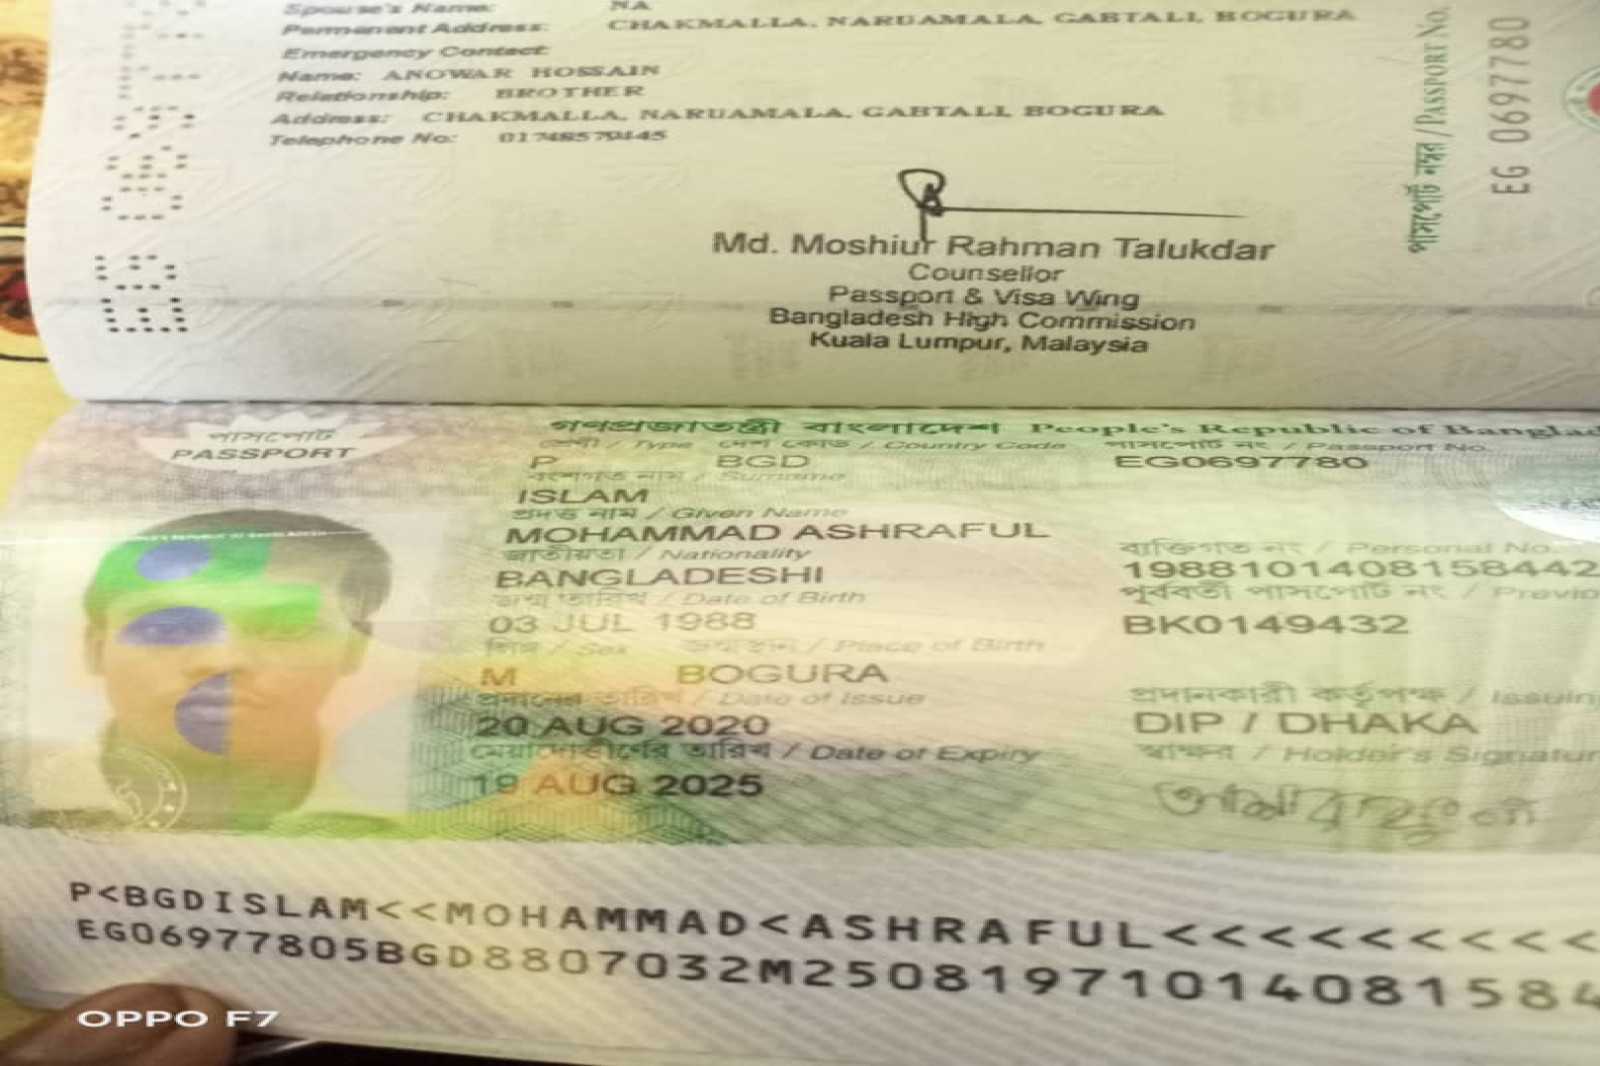 Spouse's Name: NA
Permanent Address: CHAKMALLA, NARUAMALA, GABTALI, BOGURA
Emergency Contact:
Name: ANOWAR HOSSAIN
Relationship: BROTHER
Address: CHAKMALLA, NARUAMALA, GABTALI, BOGURA
Telephone No: 01748579445
Md. Moshiur Rahman Talukdar
Counsellor
Passport & Visa Wing
Bangladesh High Commission
Kuala Lumpur, Malaysia
পাসপোর্ট নম্বর / PASSPORT No.
EG 0697780
পাসপোর্ট
PASSPORT
গণপ্রজাতন্ত্রী বাংলাদেশ People's Republic of Banglad
শ্রেণী / Type দেশ কোড / Country Code পাসপোর্ট নং / Passport No.
P BGD EG0697780
বংশগত নাম / Surname
ISLAM
প্রদত্ত নাম / Given Name
MOHAMMAD ASHRAFUL
জাতীয়তা / Nationality ব্যক্তিগত নং / Personal No.
BANGLADESHI 1988101408158442
জন্ম তারিখ / Date of Birth পূর্ববর্তী পাসপোর্ট নং / Previo
03 JUL 1988 BK0149432
লিঙ্গ / Sex জন্মস্থান / Place of Birth
M BOGURA
প্রদানের তারিখ / Date of Issue প্রদানকারী কর্তৃপক্ষ / Issuin
20 AUG 2020 DIP / DHAKA
মেয়াদোত্তীর্ণের তারিখ / Date of Expiry স্বাক্ষর / Holder's Signatur
19 AUG 2025
P<BGDISLAM<<MOHAMMAD<ASHRAFUL<<<<<<<<<<
EG06977805BGD8807032M25081971014081584
OPPO F7